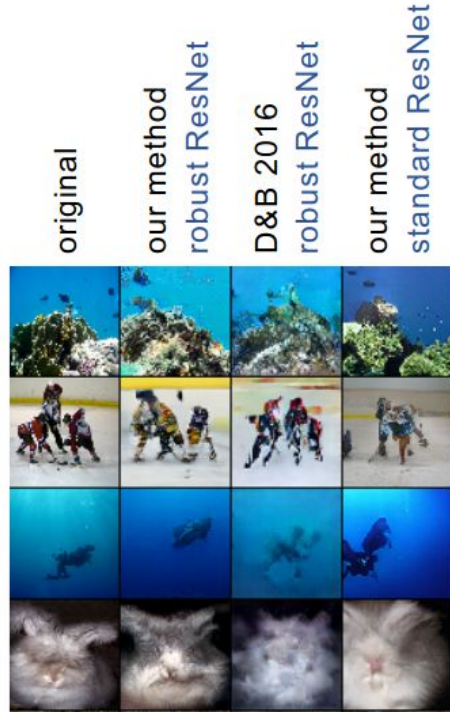 original
our method
robust ResNet
D&B 2016
robust ResNet
our method
standard ResNet